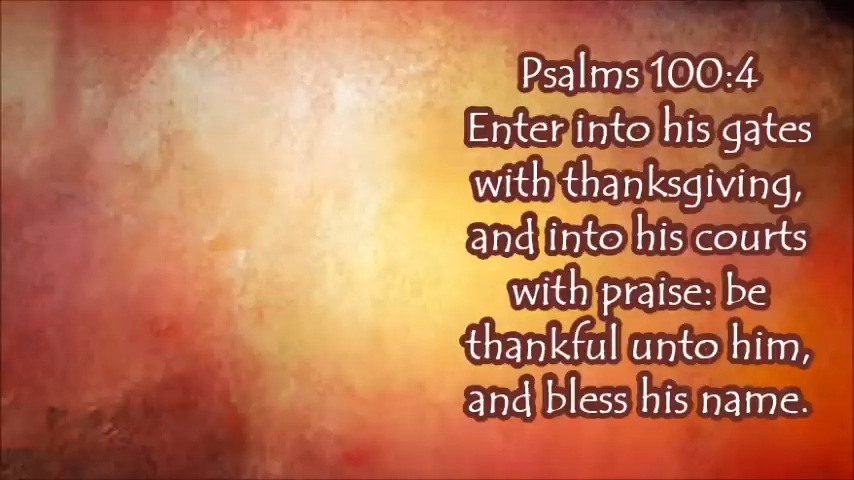 Psalms 100:4
Enter into his gates
with thanksgiving,
and into his courts
with praise: be
thankful unto him,
and bless his name.